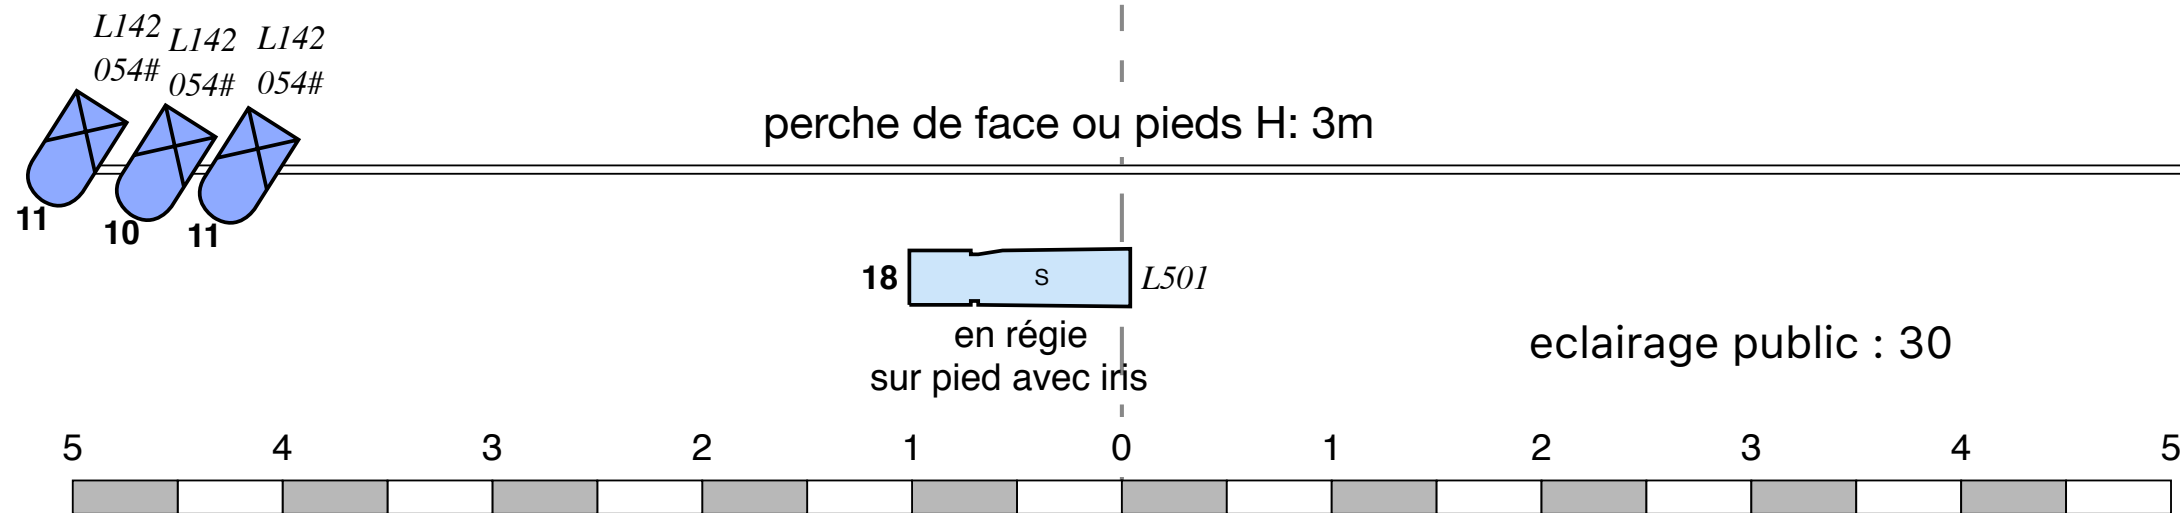 L142
054#
L142
054#
L142
054#
perche de face ou pieds H: 3m
11
10
11
18
S
L501
en régie
sur pied avec iris
eclairage public : 30
5 4 3 2 1 0 1 2 3 4 5